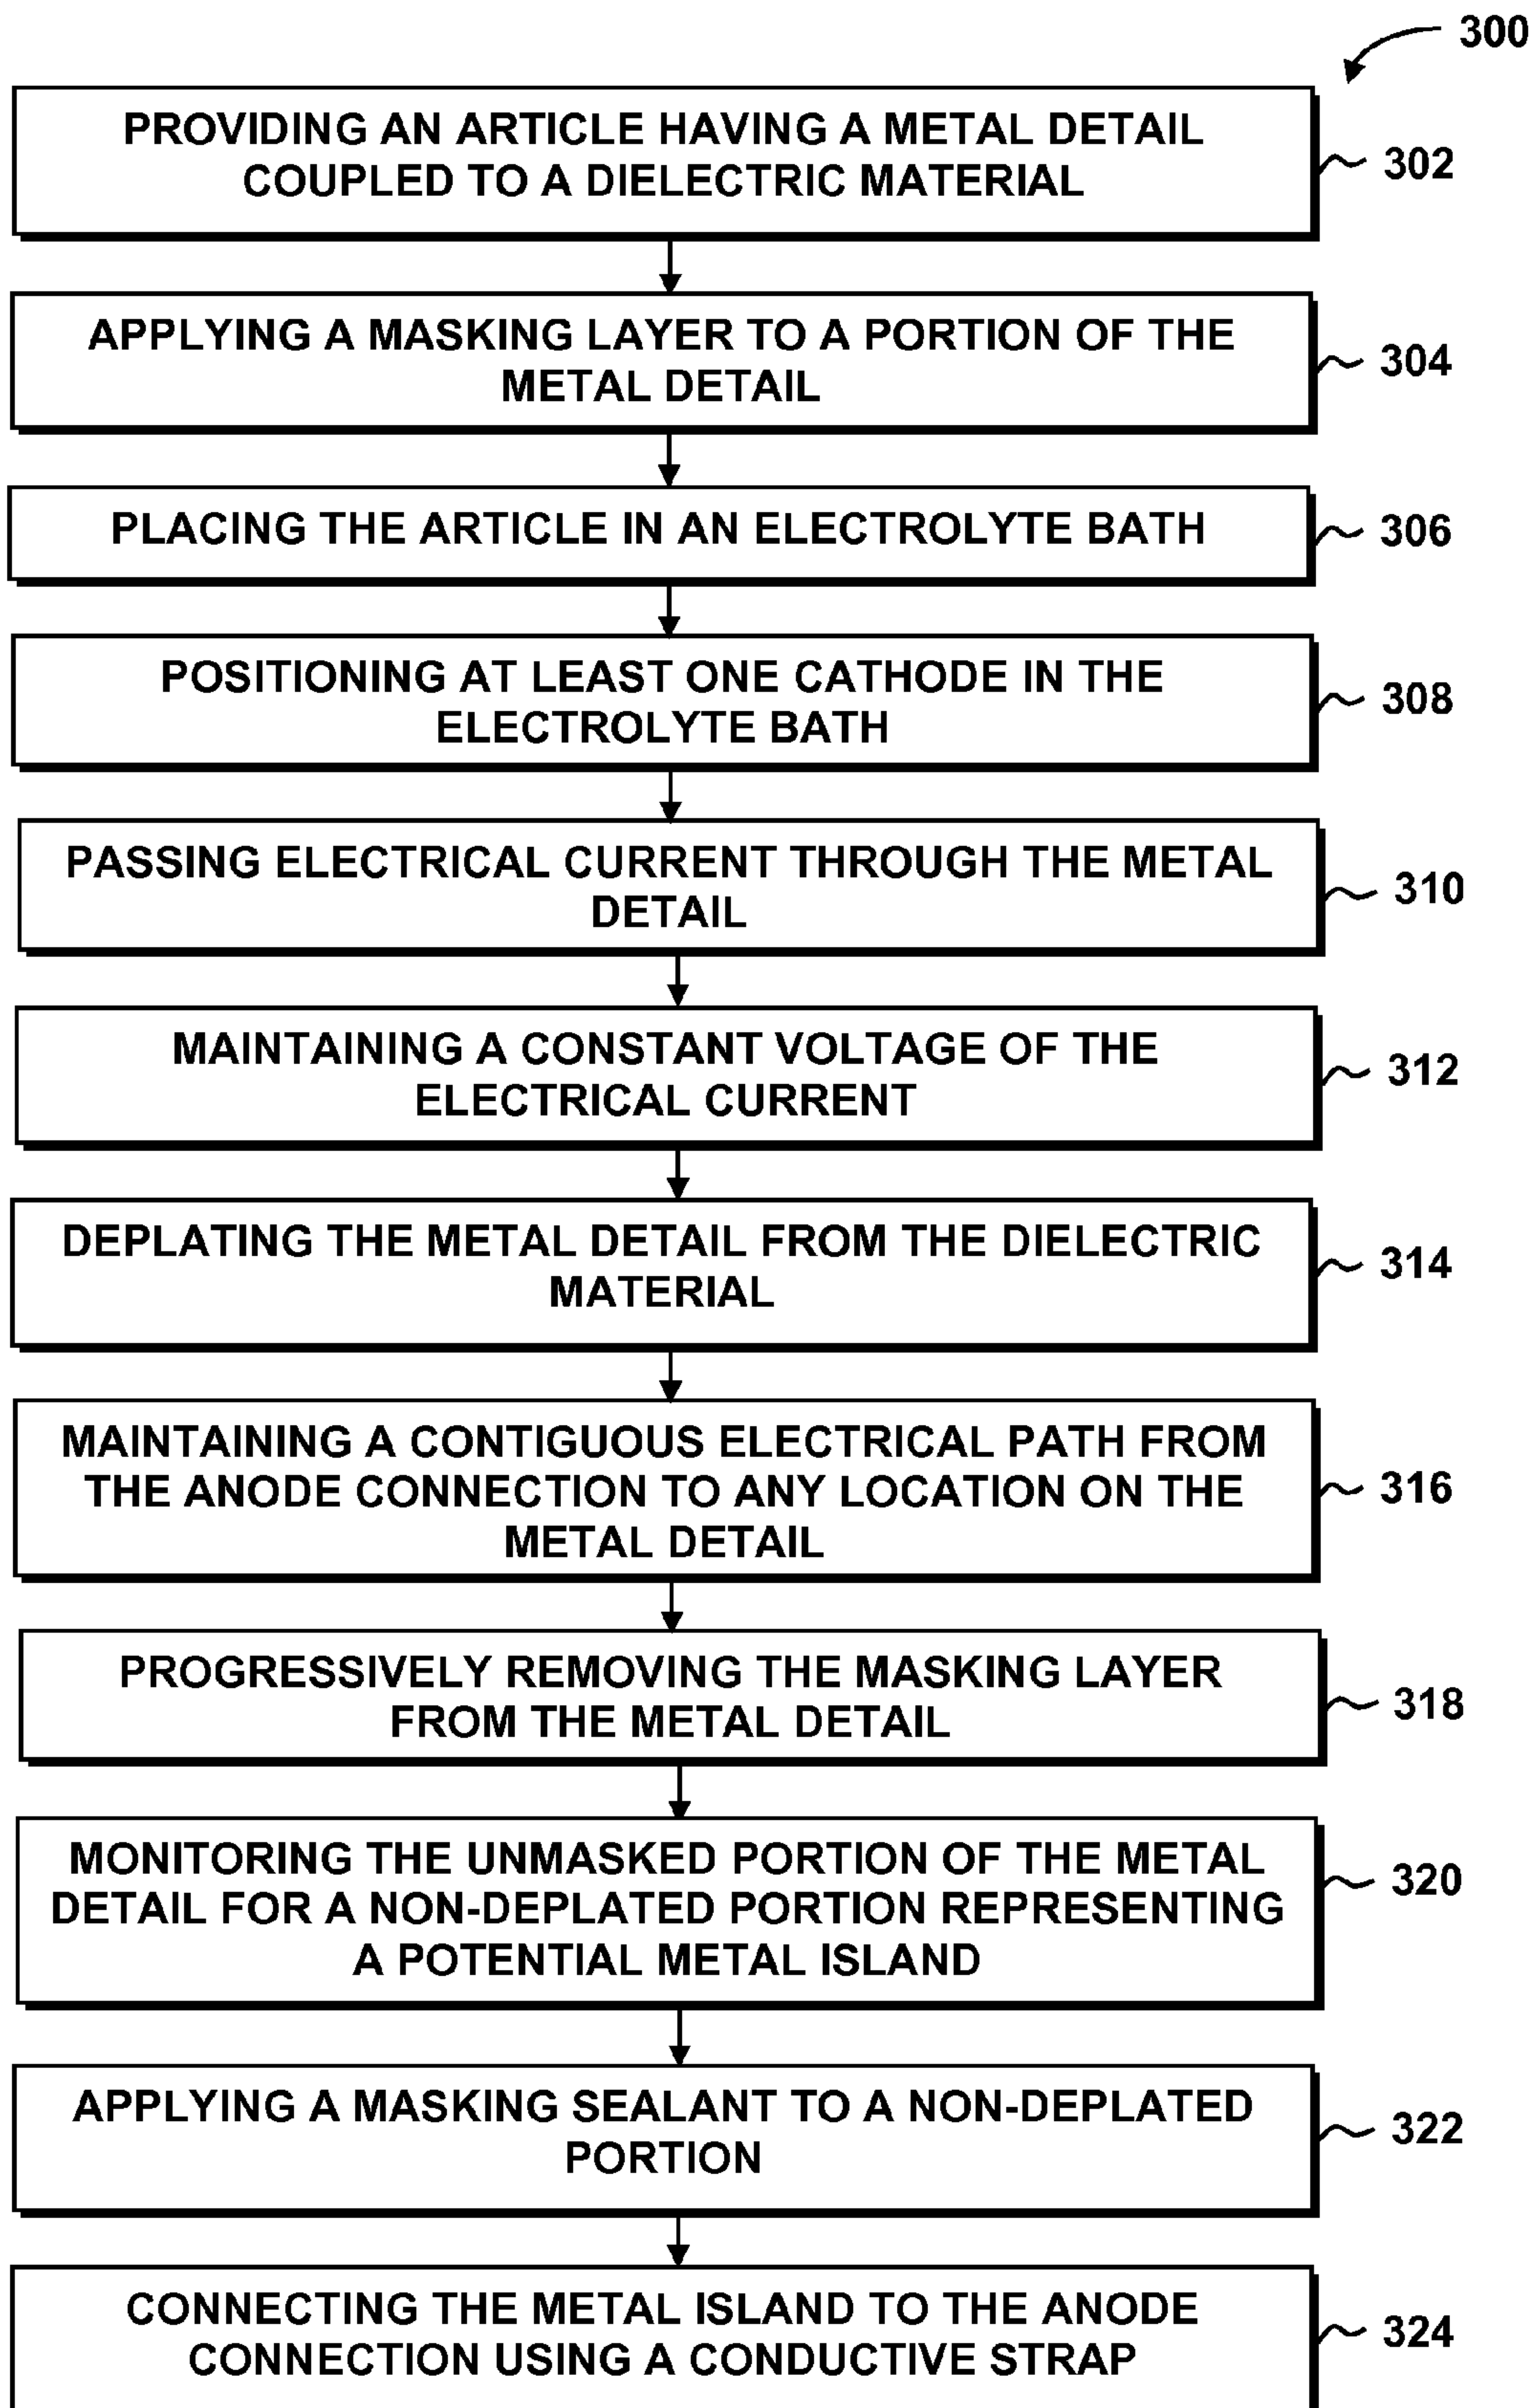 300
PROVIDING AN ARTICLE HAVING A METAL DETAIL
COUPLED TO A DIELECTRIC MATERIAL
302
APPLYING A MASKING LAYER TO A PORTION OF THE
METAL DETAIL
304
PLACING THE ARTICLE IN AN ELECTROLYTE BATH
306
POSITIONING AT LEAST ONE CATHODE IN THE
ELECTROLYTE BATH
308
PASSING ELECTRICAL CURRENT THROUGH THE METAL
DETAIL
310
MAINTAINING A CONSTANT VOLTAGE OF THE
ELECTRICAL CURRENT
312
DEPLATING THE METAL DETAIL FROM THE DIELECTRIC
MATERIAL
314
MAINTAINING A CONTIGUOUS ELECTRICAL PATH FROM
THE ANODE CONNECTION TO ANY LOCATION ON THE
METAL DETAIL
316
PROGRESSIVELY REMOVING THE MASKING LAYER
FROM THE METAL DETAIL
318
MONITORING THE UNMASKED PORTION OF THE METAL
DETAIL FOR A NON-DEPLATED PORTION REPRESENTING
A POTENTIAL METAL ISLAND
320
APPLYING A MASKING SEALANT TO A NON-DEPLATED
PORTION
322
CONNECTING THE METAL ISLAND TO THE ANODE
CONNECTION USING A CONDUCTIVE STRAP
324